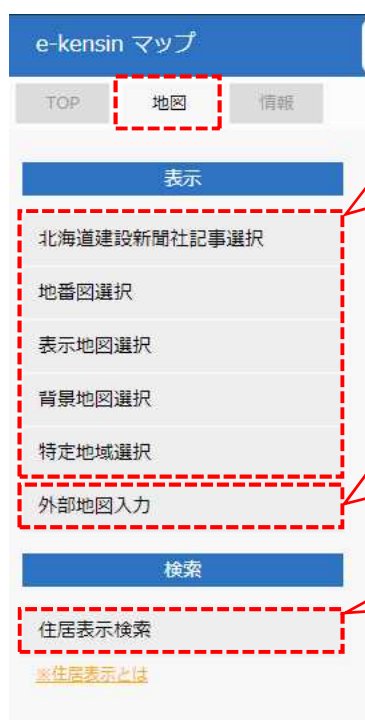 e-kensin マップ
TOP 地図 情報
表示
北海道建設新聞社記事選択
地番図選択
表示地図選択
背景地図選択
特定地域選択
外部地図入力
検索
住居表示検索
※住居表示とは